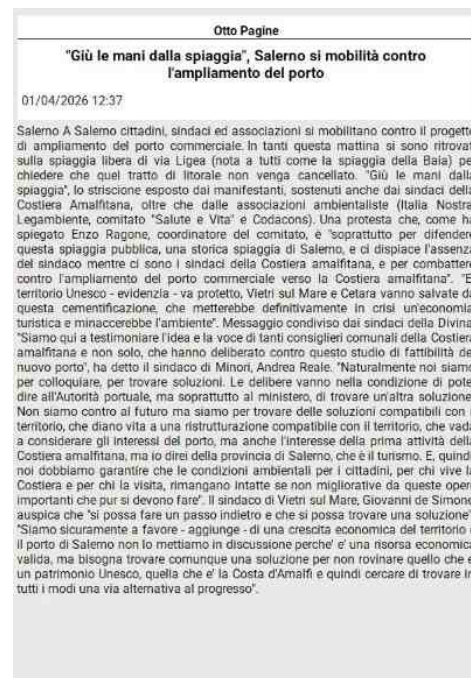 Otto Pagine
"Giù le mani dalla spiaggia", Salerno si mobilità contro
l'ampliamento del porto
01/04/2026 12:37
Salerno A Salerno cittadini, sindaci ed associazioni si mobilitano contro il progetto
di ampliamento del porto commerciale. In tanti questa mattina si sono ritrovat
sulla spiaggia libera di via Ligea (nota a tutti come la spiaggia della Baia) pe
chiedere che quel tratto di litorale non venga cancellato. "Giù le mani dalla
spiaggia", lo striscione esposto dai manifestanti, sostenuti anche dai sindaci della
Costiera Amalfitana, oltre che dalle associazioni ambientaliste (Italia Nostra
Legambiente, comitato "Salute e Vita" e Codacons). Una protesta che, come ha
spiegato Enzo Ragone, coordinatore del comitato, è "soprattutto per difendere
questa spiaggia pubblica, una storica spiaggia di Salerno, e ci dispiace l'assenza
del sindaco mentre ci sono i sindaci della Costiera amalfitana, e per combattere
contro l'ampliamento del porto commerciale verso la Costiera amalfitana". "E
territorio Unesco - evidenzia - va protetto, Vietri sul Mare e Cetara vanno salvate da
questa cementificazione, che metterebbe definitivamente in crisi un'economia
turistica e minaccerebbe l'ambiente". Messaggio condiviso dai sindaci della Divina
"Siamo qui a testimoniare l'idea e la voce di tanti consiglieri comunali della Costiera
amalfitana e non solo, che hanno deliberato contro questo studio di fattibilità de
nuovo porto", ha detto il sindaco di Minori, Andrea Reale. "Naturalmente noi siamo
per colloquiare, per trovare soluzioni. Le delibere vanno nella condizione di pote
dire all'Autorità portuale, ma soprattutto al ministero, di trovare un'altra soluzione
Non siamo contro al futuro ma siamo per trovare delle soluzioni compatibili con i
territorio, che diano vita a una ristrutturazione compatibile con il territorio, che vada
a considerare gli interessi del porto, ma anche l'interesse della prima attività della
Costiera amalfitana, ma io direi della provincia di Salerno, che è il turismo. E, quindi
noi dobbiamo garantire che le condizioni ambientali per i cittadini, per chi vive la
Costiera e per chi la visita, rimangano intatte se non migliorative da queste opere
importanti che pur si devono fare". Il sindaco di Vietri sul Mare, Giovanni de Simone
auspica che "si possa fare un passo indietro e che si possa trovare una soluzione"
"Siamo sicuramente a favore - aggiunge - di una crescita economica del territorio e
il porto di Salerno non lo mettiamo in discussione perche' e' una risorsa economica
valida, ma bisogna trovare comunque una soluzione per non rovinare quello che e
un patrimonio Unesco, quella che e' la Costa d'Amalfi e quindi cercare di trovare in
tutti i modi una via alternativa al progresso".